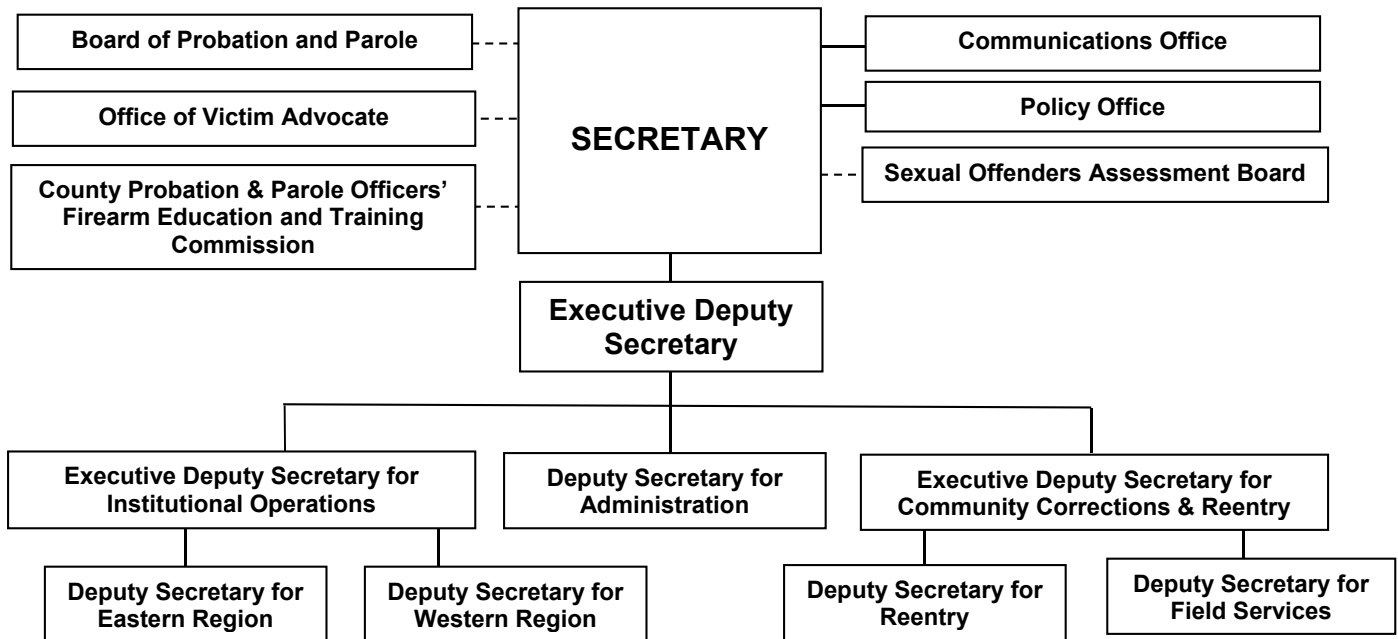 Board of Probation and Parole
Communications Office
Office of Victim Advocate
Policy Office
SECRETARY
County Probation & Parole Officers’
Firearm Education and Training
Commission
Sexual Offenders Assessment Board
Executive Deputy
Secretary
Executive Deputy Secretary for
Institutional Operations
Deputy Secretary for
Administration
Executive Deputy Secretary for
Community Corrections & Reentry
Deputy Secretary for
Eastern Region
Deputy Secretary for
Western Region
Deputy Secretary for
Reentry
Deputy Secretary for
Field Services